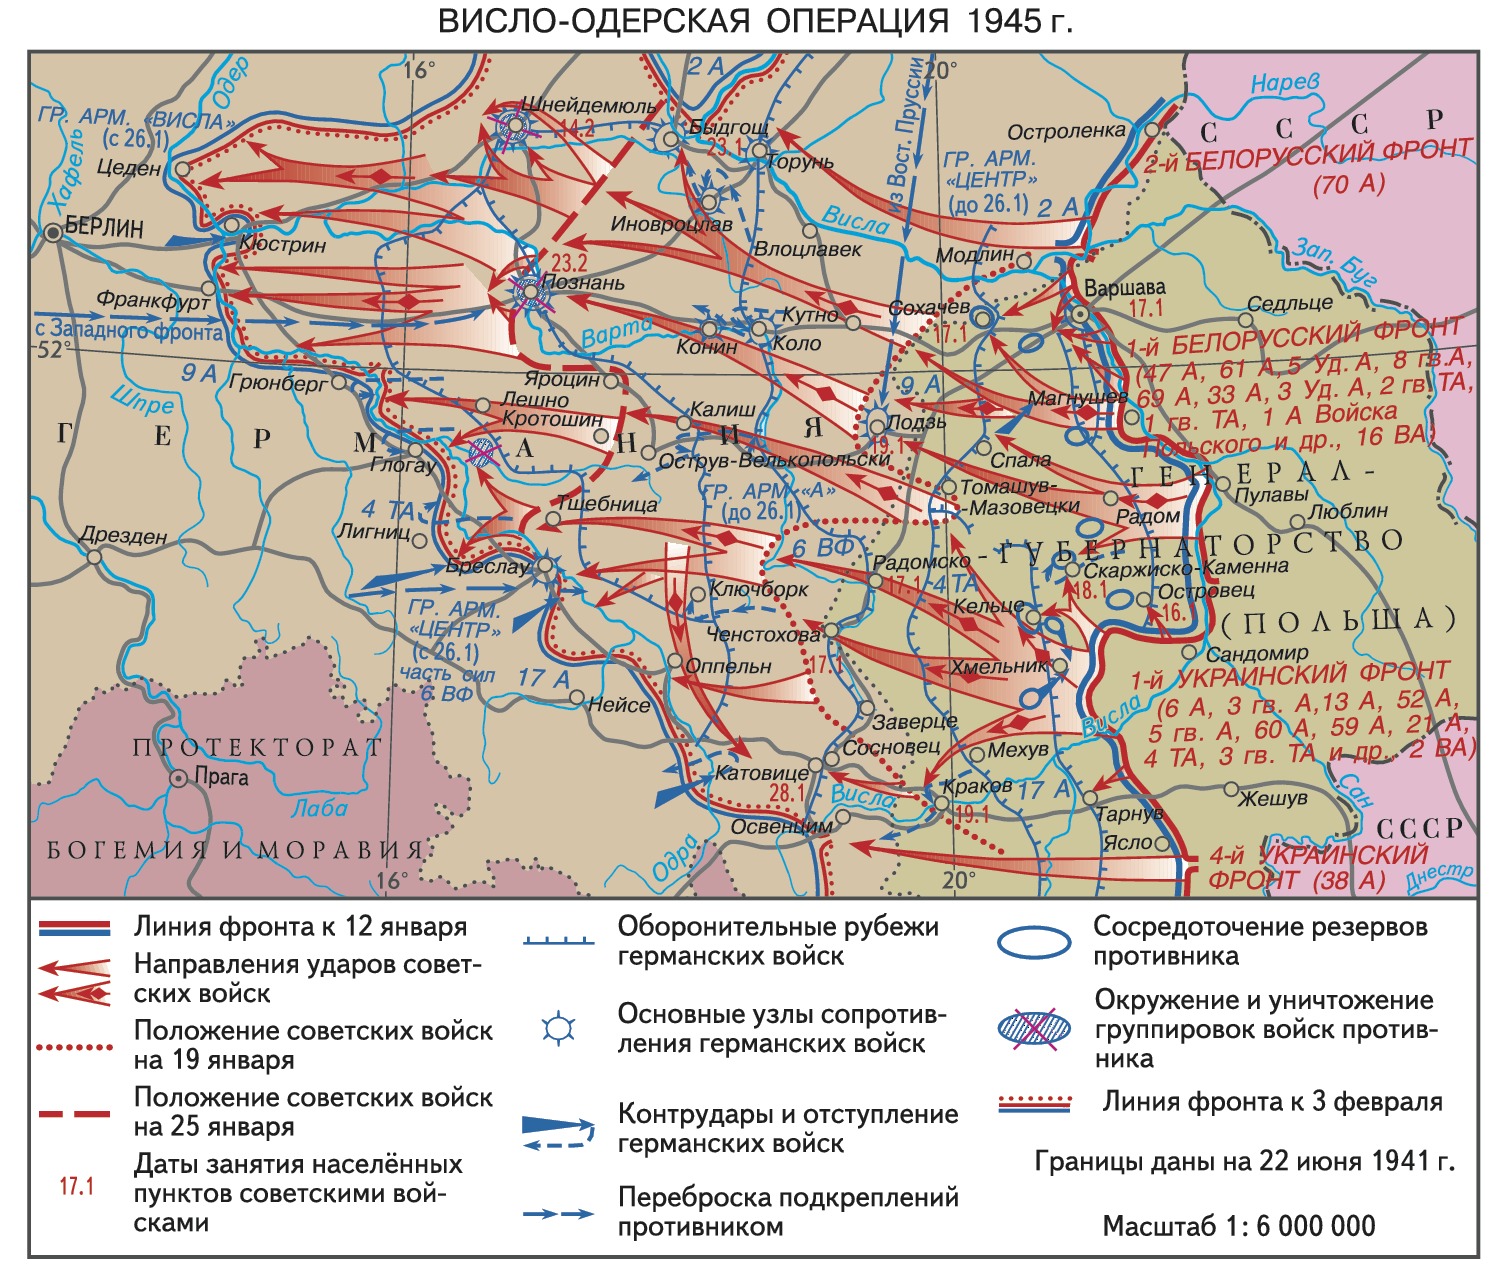 ВИСЛО-ОДЕРСКАЯ ОПЕРАЦИЯ 1945 г.
16°
20°
2 А
Одер
ГР. АРМ. «ВИСЛА»
(с 26.1)
Хафель
Цеден
БЕРЛИН
Кюстрин
Франкфурт
с Западного фронта
52°
9 А
Грюнберг
Шпре
Шнейдемюль
14.2
Быдгощ
23.1
Торунь
Иновроцлав
Висла
Влоцлавек
из Вост. Пруссии
ГР. АРМ.
«ЦЕНТР»
(до 26.1)
2 А
Остроленка
Нарев
С С С Р
2-й БЕЛОРУССКИЙ ФРОНТ
(70 А)
Модлин
Зап. Буг
Варшава
17.1
Седльце
23.2
Познань
Варта
Конин
Коло
Кутно
Сохачев
17.1
1-й БЕЛОРУССКИЙ ФРОНТ
(47 А, 61 А, 5 Уд. А, 8 гв.А,
69 А, 33 А, 3 Уд. А, 2 гв. ТА,
1 гв. ТА, 1 А Войска
Польского и др., 16 ВА)
Магнушев
9 А
Яроцин
Лешно
Кротошин
Калиш
Лодзь
19.1
Г Е Р М А Н И Я
Глогау
Острув-Велькопольски
Спала
ГЕНЕРАЛ-
Томашув-
-Мазовецки
Пулавы
Радом
Люблин
ГР. АРМ. «А»
(до 26.1)
4 ТА
Лигниц
Тшебница
Дрезден
Бреслау
6 ВФ
Радомско
17.1
4 ТА
-ГУБЕРНАТОРСТВО
Скаржиско-Каменна
18.1
Островец
16.
Кельце
Ключборк
ГР. АРМ.
«ЦЕНТР»
(с 26.1)
часть сил
6 ВФ
17 А
Ченстохова
17.1
Хмельник
(ПОЛЬША)
Сандомир
Оппельн
Нейсе
1-й УКРАИНСКИЙ ФРОНТ
(6 А, 3 гв. А,13 А, 52 А,
5 гв. А, 60 А, 59 А, 21 А,
4 ТА, 3 гв. ТА и др., 2 ВА)
Висла
Заверце
Сосновец
Мехув
ПРОТЕКТОРАТ
Прага
Лаба
БОГЕМИЯ И МОРАВИЯ
Катовице
28.1
Висла
Краков
19.1
17 А
Тарнув
Жешув
Сан
СССР
Освенцим
Одра
Ясло
4-й УКРАИНСКИЙ
ФРОНТ (38 А)
Днестр
16°
20°
Линия фронта к 12 января
Направления ударов совет-
ских войск
Положение советских войск
на 19 января
Положение советских войск
на 25 января
17.1
Даты занятия населённых
пунктов советскими вой-
сками
Оборонительные рубежи
германских войск
Основные узлы сопротив-
ления германских войск
Контрудары и отступление
германских войск
Переброска подкреплений
противником
Сосредоточение резервов
противника
Окружение и уничтожение
группировок войск против-
ника
Линия фронта к 3 февраля
Границы даны на 22 июня 1941 г.
Масштаб 1: 6 000 000